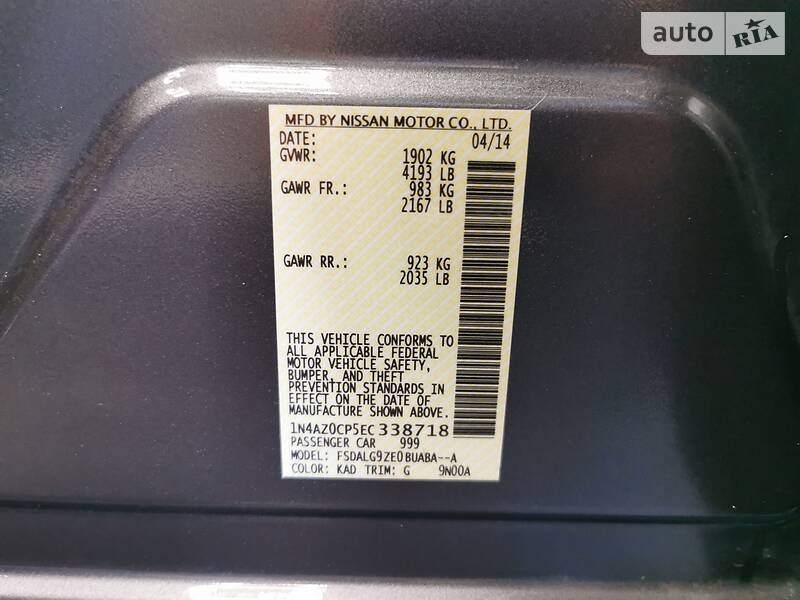 auto RIA
MFD BY NISSAN MOTOR CO., LTD.
DATE: 04/14
GVWR: 1902 KG
4193 LB
GAWR FR.: 983 KG
2167 LB
GAWR RR.: 923 KG
2035 LB
THIS VEHICLE CONFORMS TO
ALL APPLICABLE FEDERAL
MOTOR VEHICLE SAFETY,
BUMPER, AND THEFT
PREVENTION STANDARDS IN
EFFECT ON THE DATE OF
MANUFACTURE SHOWN ABOVE.
1N4AZ0CP5EC338718
PASSENGER CAR 999
MODEL: FSDALG9ZE0BUABA--A
COLOR: KAD TRIM: G 9N00A